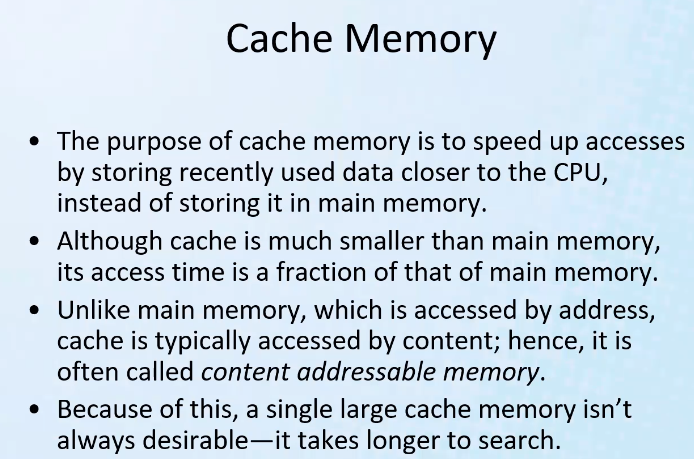 Cache Memory
• The purpose of cache memory is to speed up accesses
by storing recently used data closer to the CPU,
instead of storing it in main memory.
• Although cache is much smaller than main memory,
its access time is a fraction of that of main memory.
• Unlike main memory, which is accessed by address,
cache is typically accessed by content; hence, it is
often called content addressable memory.
• Because of this, a single large cache memory isn’t
always desirable—it takes longer to search.